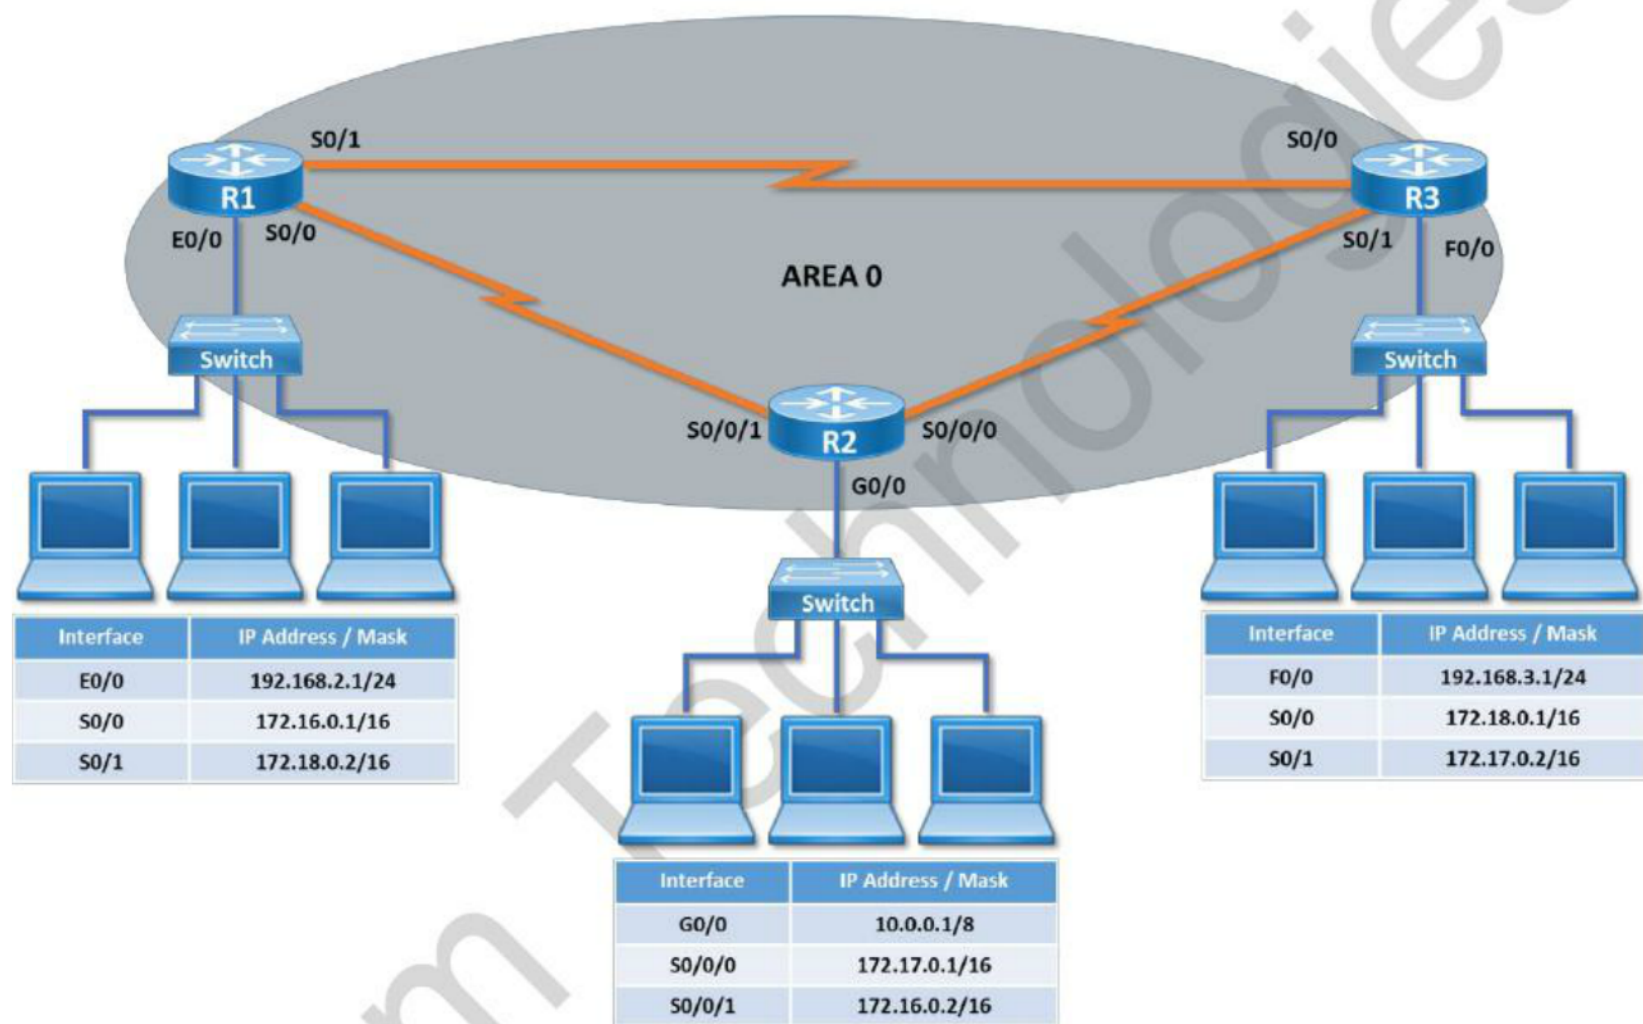 S0/1
S0/0
R1
R3
E0/0
S0/0
S0/1
F0/0
AREA 0
Switch
Switch
S0/0/1
R2
S0/0/0
G0/0
Switch
Interface IP Address / Mask
E0/0 192.168.2.1/24
S0/0 172.16.0.1/16
S0/1 172.18.0.2/16
Interface IP Address / Mask
F0/0 192.168.3.1/24
S0/0 172.18.0.1/16
S0/1 172.17.0.2/16
Interface IP Address / Mask
G0/0 10.0.0.1/8
S0/0/0 172.17.0.1/16
S0/0/1 172.16.0.2/16
m Technologies